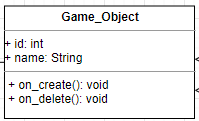 Game_Object
+ id: int
+ name: String
+ on_create(): void
+ on_delete(): void